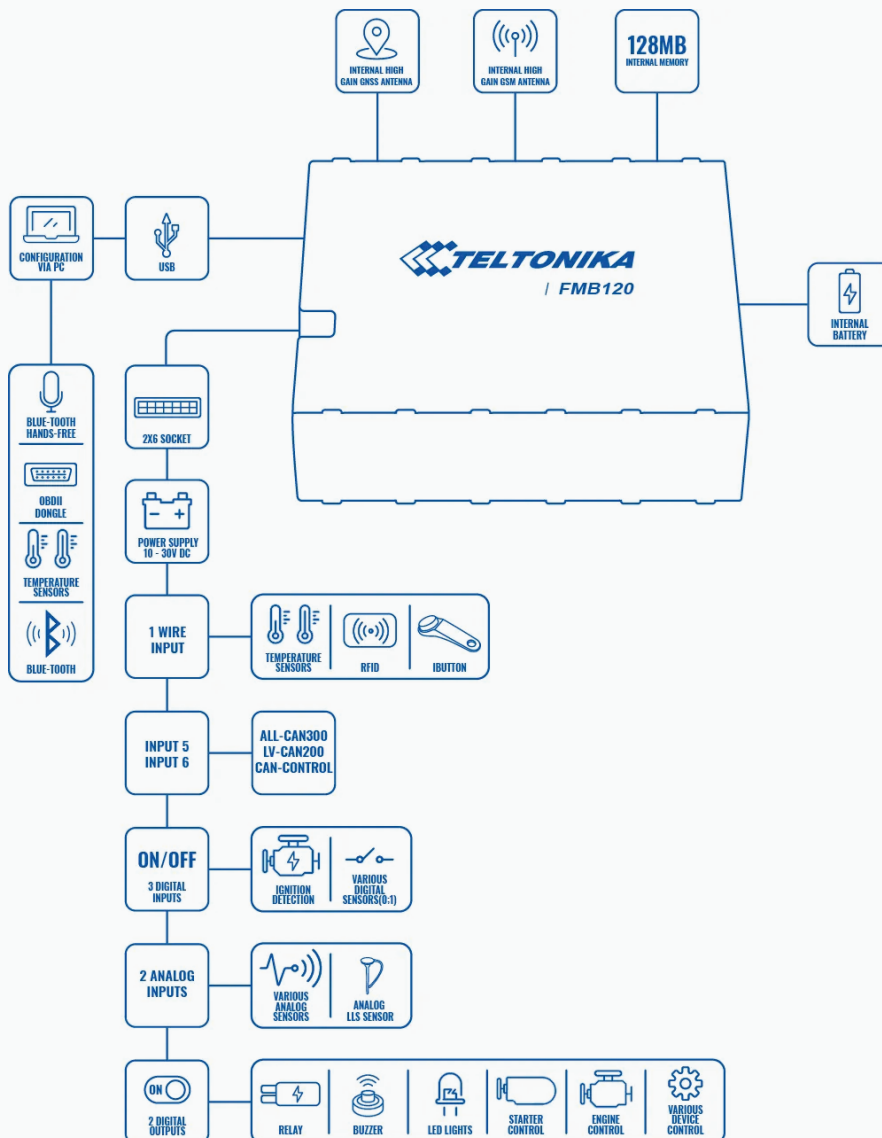 INTERNAL HIGH
GAIN GNSS ANTENNA
INTERNAL HIGH
GAIN GSM ANTENNA
128MB
INTERNAL MEMORY
CONFIGURATION
VIA PC
USB
TELTONIKA
| FMB120
INTERNAL
BATTERY
BLUE-TOOTH
HANDS-FREE
OBDII
DONGLE
TEMPERATURE
SENSORS
BLUE-TOOTH
2X6 SOCKET
POWER SUPPLY
10 - 30V DC
1 WIRE
INPUT
TEMPERATURE
SENSORS
RFID
IBUTTON
INPUT 5
INPUT 6
ALL-CAN300
LV-CAN200
CAN-CONTROL
ON/OFF
3 DIGITAL
INPUTS
IGNITION
DETECTION
VARIOUS
DIGITAL
SENSORS(0:1)
2 ANALOG
INPUTS
VARIOUS
ANALOG
SENSORS
ANALOG
LLS SENSOR
ON
2 DIGITAL
OUTPUTS
RELAY
BUZZER
LED LIGHTS
STARTER
CONTROL
ENGINE
CONTROL
VARIOUS
DEVICE
CONTROL